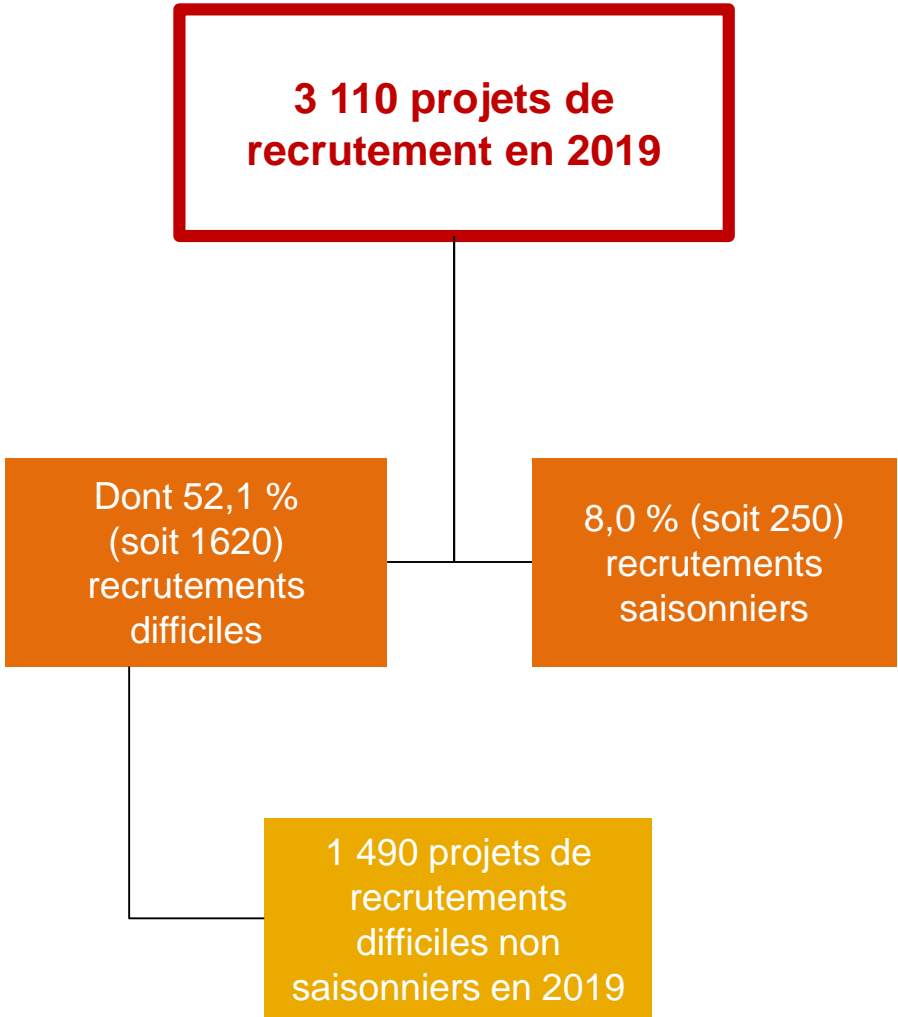 3 110 projets de
recrutement en 2019
Dont 52,1 %
(soit 1620)
recrutements
difficiles
8,0 % (soit 250)
recrutements
saisonniers
1 490 projets de
recrutements
difficiles non
saisonniers en 2019